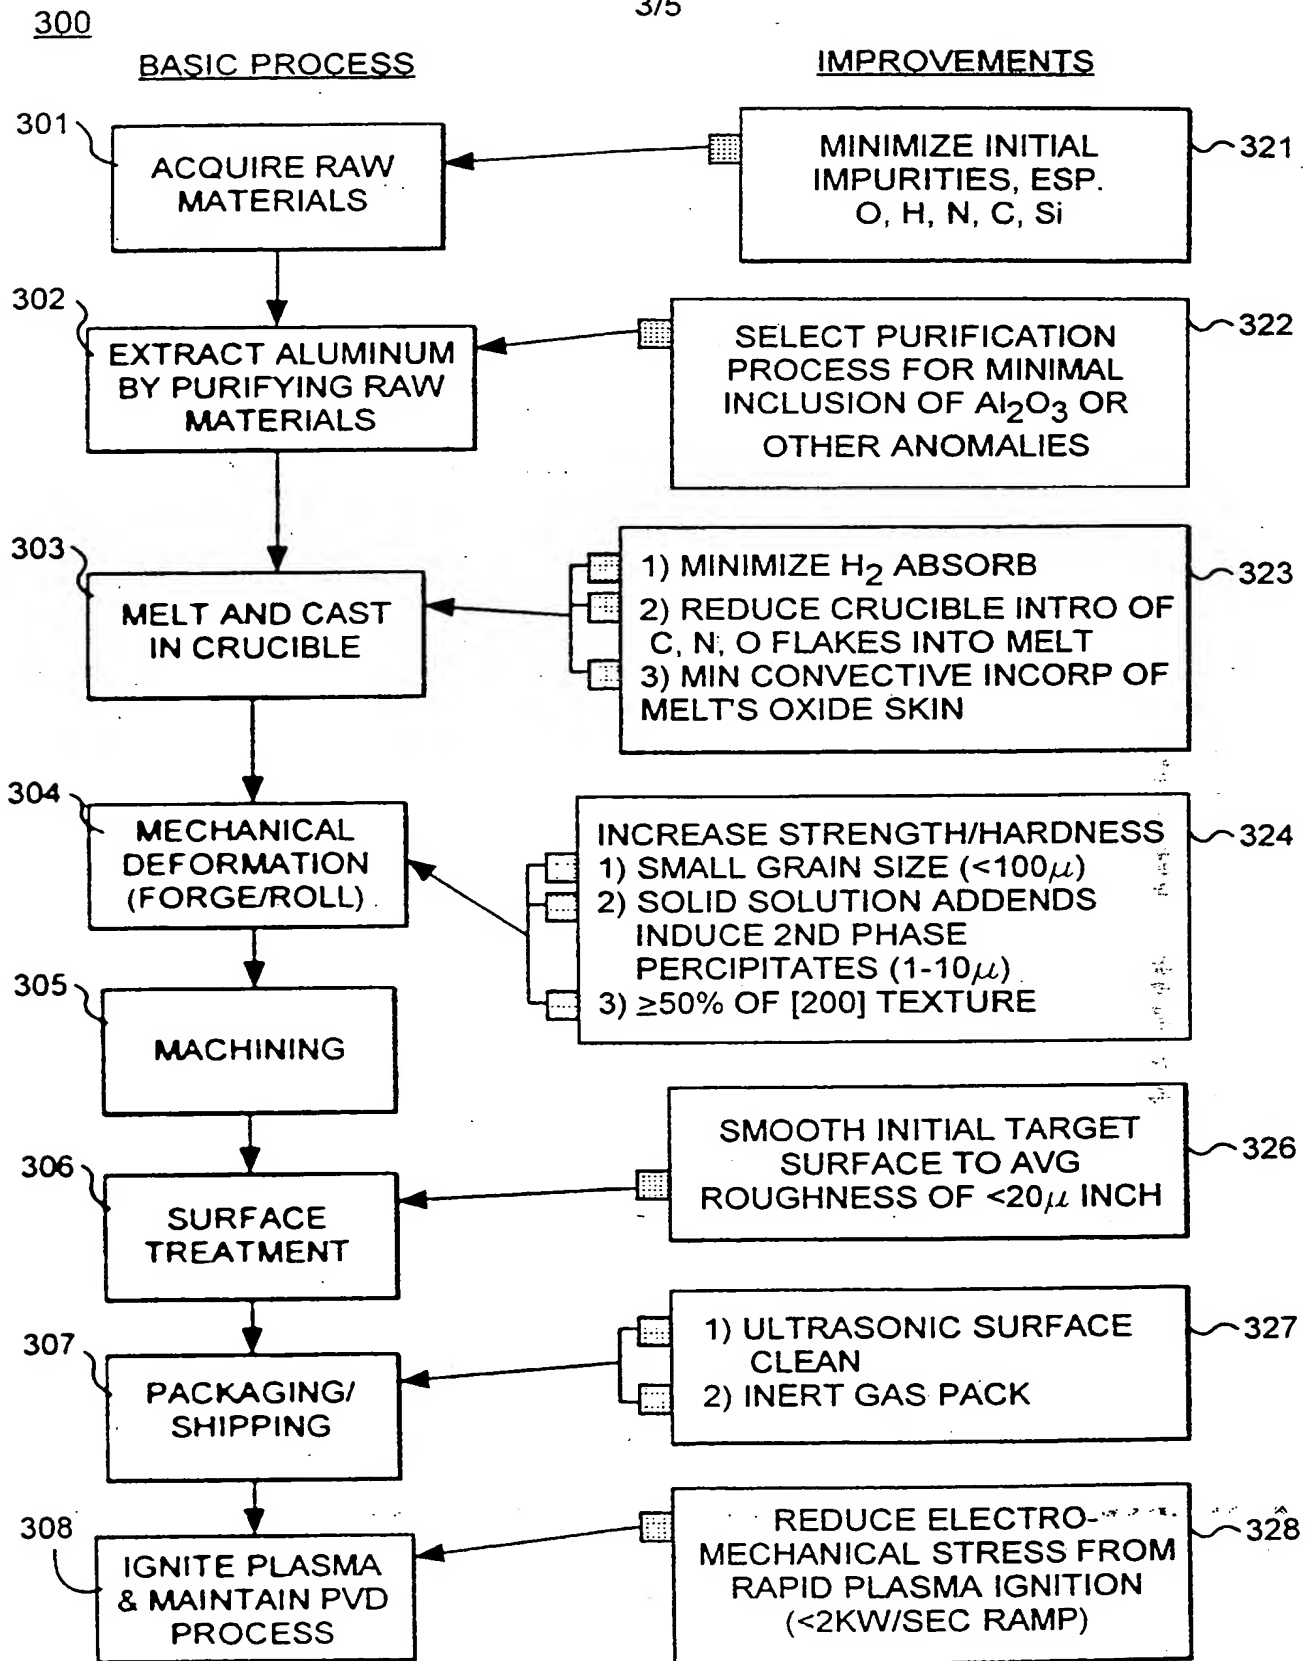 3/5
300
BASIC PROCESS
IMPROVEMENTS
301
ACQUIRE RAW
MATERIALS
MINIMIZE INITIAL
IMPURITIES, ESP.
O, H, N, C, Si
321
302
EXTRACT ALUMINUM
BY PURIFYING RAW
MATERIALS
SELECT PURIFICATION
PROCESS FOR MINIMAL
INCLUSION OF Al₂O₃ OR
OTHER ANOMALIES
322
303
MELT AND CAST
IN CRUCIBLE
1) MINIMIZE H₂ ABSORB
2) REDUCE CRUCIBLE INTRO OF
C, N, O FLAKES INTO MELT
3) MIN CONVECTIVE INCORP OF
MELT'S OXIDE SKIN
323
304
MECHANICAL
DEFORMATION
(FORGE/ROLL)
INCREASE STRENGTH/HARDNESS
1) SMALL GRAIN SIZE (<100μ)
2) SOLID SOLUTION ADDENDS
INDUCE 2ND PHASE
PERCIPITATES (1-10μ)
3) ≥50% OF [200] TEXTURE
324
305
MACHINING
306
SURFACE
TREATMENT
SMOOTH INITIAL TARGET
SURFACE TO AVG
ROUGHNESS OF <20μ INCH
326
307
PACKAGING/
SHIPPING
1) ULTRASONIC SURFACE
CLEAN
2) INERT GAS PACK
327
308
IGNITE PLASMA
& MAINTAIN PVD
PROCESS
REDUCE ELECTRO-
MECHANICAL STRESS FROM
RAPID PLASMA IGNITION
(<2KW/SEC RAMP)
328